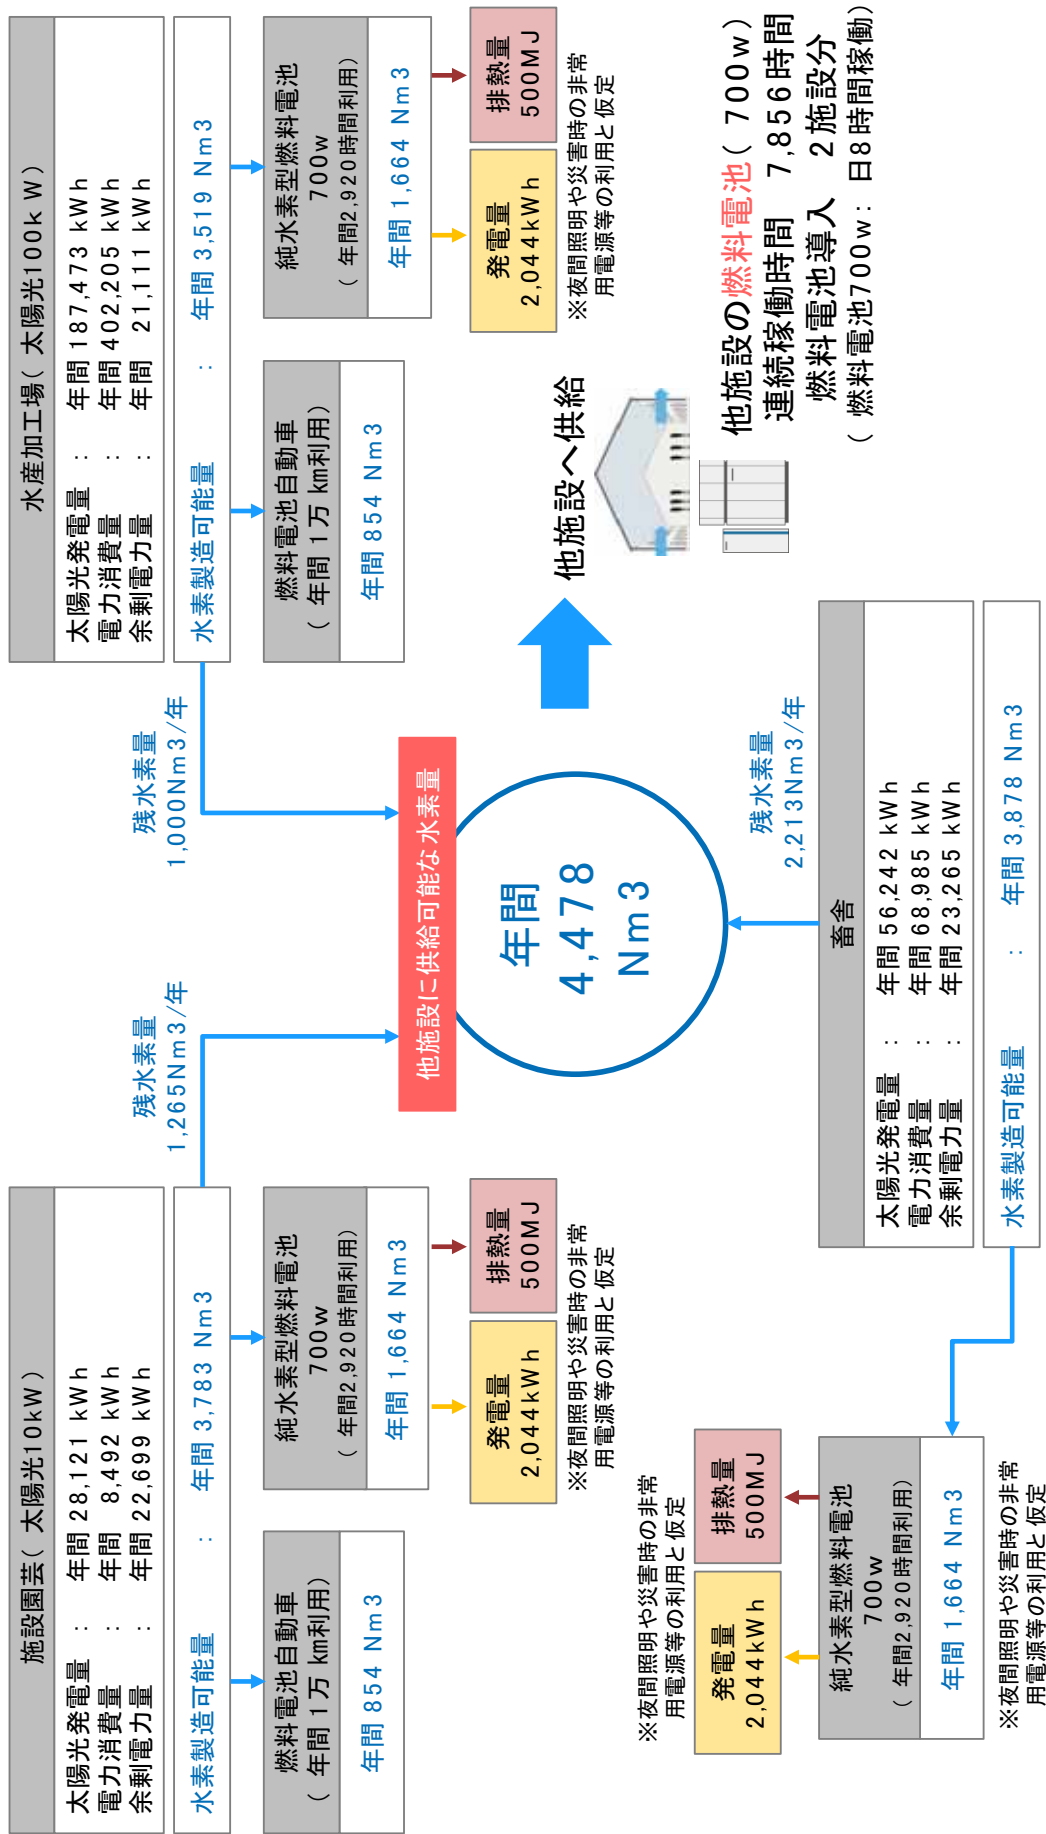 施設園芸(太陽光10kW)
太陽光発電量 : 年間 28,121 kWh
電力消費量 : 年間 8,492 kWh
余剰電力量 : 年間 22,699 kWh
水素製造可能量 : 年間 3,783 Nm3
燃料電池自動車
(年間1万km利用)
年間 854 Nm3
純水素型燃料電池
700w
(年間2,920時間利用)
年間 1,664 Nm3
発電量
2,044kWh
排熱量
500MJ
※夜間照明や災害時の非常
用電源等の利用と仮定
残水素量
1,265Nm3/年
水産加工場(太陽光100kW)
太陽光発電量 : 年間 187,473 kWh
電力消費量 : 年間 402,205 kWh
余剰電力量 : 年間 21,111 kWh
水素製造可能量 : 年間 3,519 Nm3
燃料電池自動車
(年間1万km利用)
年間 854 Nm3
純水素型燃料電池
700w
(年間2,920時間利用)
年間 1,664 Nm3
発電量
2,044kWh
排熱量
500MJ
※夜間照明や災害時の非常
用電源等の利用と仮定
残水素量
1,000Nm3/年
他施設に供給可能な水素量
年間
4,478
Nm3
他施設へ供給
他施設の燃料電池(700w)
連続稼働時間 7,856時間
燃料電池導入 2施設分
(燃料電池700w:日8時間稼働)
残水素量
2,213Nm3/年
畜舎
太陽光発電量 : 年間 56,242 kWh
電力消費量 : 年間 68,985 kWh
余剰電力量 : 年間 23,265 kWh
水素製造可能量 : 年間 3,878 Nm3
※夜間照明や災害時の非常
用電源等の利用と仮定
発電量
2,044kWh
排熱量
500MJ
純水素型燃料電池
700w
(年間2,920時間利用)
年間 1,664 Nm3
※夜間照明や災害時の非常
用電源等の利用と仮定